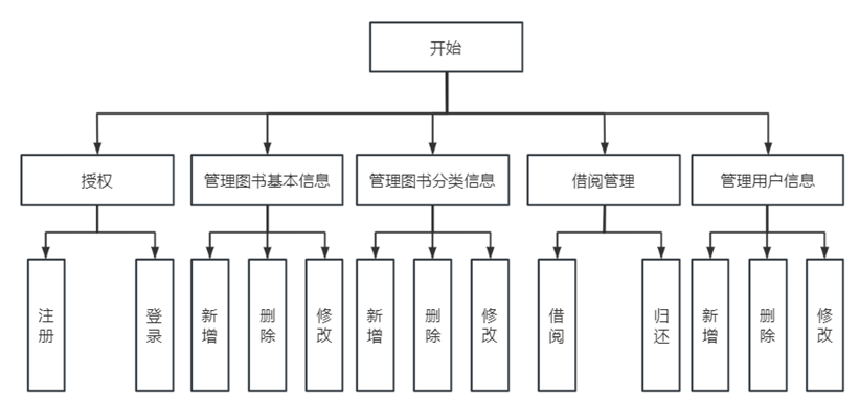 开始
授权
管理图书基本信息
管理图书分类信息
借阅管理
管理用户信息
注册
登录
新增
删除
修改
新增
删除
修改
借阅
归还
新增
删除
修改